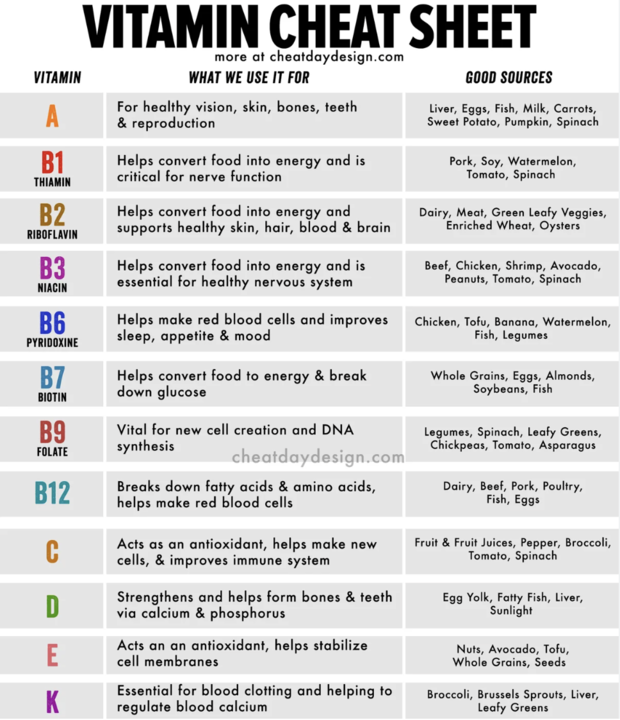 VITAMIN CHEAT SHEET
more at cheatdaydesign.com
VITAMIN WHAT WE USE IT FOR GOOD SOURCES
A
For healthy vision, skin, bones, teeth
& reproduction
Liver, Eggs, Fish, Milk, Carrots,
Sweet Potato, Pumpkin, Spinach
B1
THIAMIN
Helps convert food into energy and is
critical for nerve function
Pork, Soy, Watermelon,
Tomato, Spinach
B2
RIBOFLAVIN
Helps convert food into energy and
supports healthy skin, hair, blood & brain
Dairy, Meat, Green Leafy Veggies,
Enriched Wheat, Oysters
B3
NIACIN
Helps convert food into energy and is
essential for healthy nervous system
Beef, Chicken, Shrimp, Avocado,
Peanuts, Tomato, Spinach
B6
PYRIDOXINE
Helps make red blood cells and improves
sleep, appetite & mood
Chicken, Tofu, Banana, Watermelon,
Fish, Legumes
B7
BIOTIN
Helps convert food to energy & break
down glucose
Whole Grains, Eggs, Almonds,
Soybeans, Fish
B9
FOLATE
Vital for new cell creation and DNA
synthesis
Legumes, Spinach, Leafy Greens,
Chickpeas, Tomato, Asparagus
cheatdaydesign.com
B12
Breaks down fatty acids & amino acids,
helps make red blood cells
Dairy, Beef, Pork, Poultry,
Fish, Eggs
C
Acts as an antioxidant, helps make new
cells, & improves immune system
Fruit & Fruit Juices, Pepper, Broccoli,
Tomato, Spinach
D
Strengthens and helps form bones & teeth
via calcium & phosphorus
Egg Yolk, Fatty Fish, Liver,
Sunlight
E
Acts an an antioxidant, helps stabilize
cell membranes
Nuts, Avocado, Tofu,
Whole Grains, Seeds
K
Essential for blood clotting and helping to
regulate blood calcium
Broccoli, Brussels Sprouts, Liver,
Leafy Greens